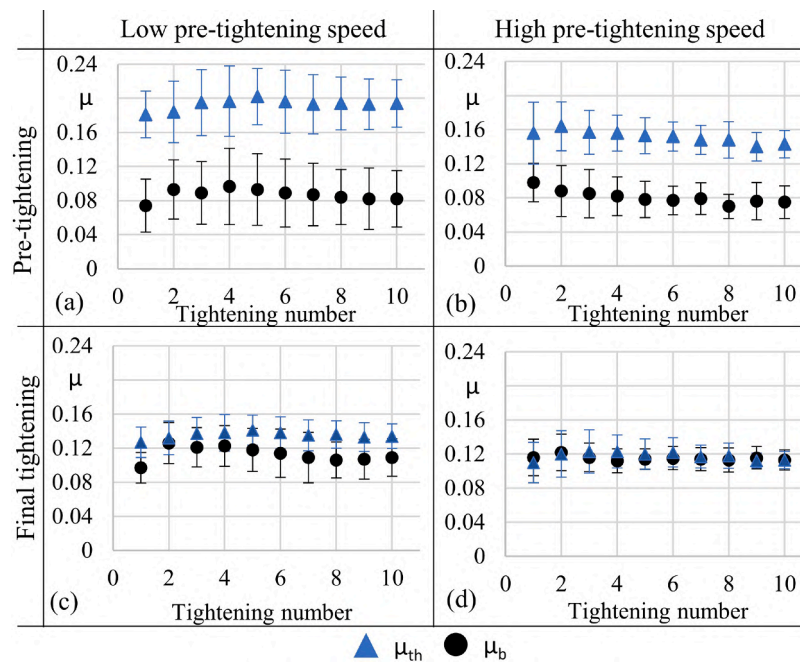 Low pre-tightening speed
High pre-tightening speed
Pre-tightening
0.24
μ
0.16
0.12
0.08
0.04
0
(a)
0 2 4 6 8 10
Tightening number
0.24
μ
0.16
0.12
0.08
0.04
0
(b)
0 2 4 6 8 10
Tightening number
Final tightening
0.24
μ
0.16
0.12
0.08
0.04
0
(c)
0 2 4 6 8 10
Tightening number
0.24
μ
0.16
0.12
0.08
0.04
0
(d)
0 2 4 6 8 10
Tightening number
μth μb